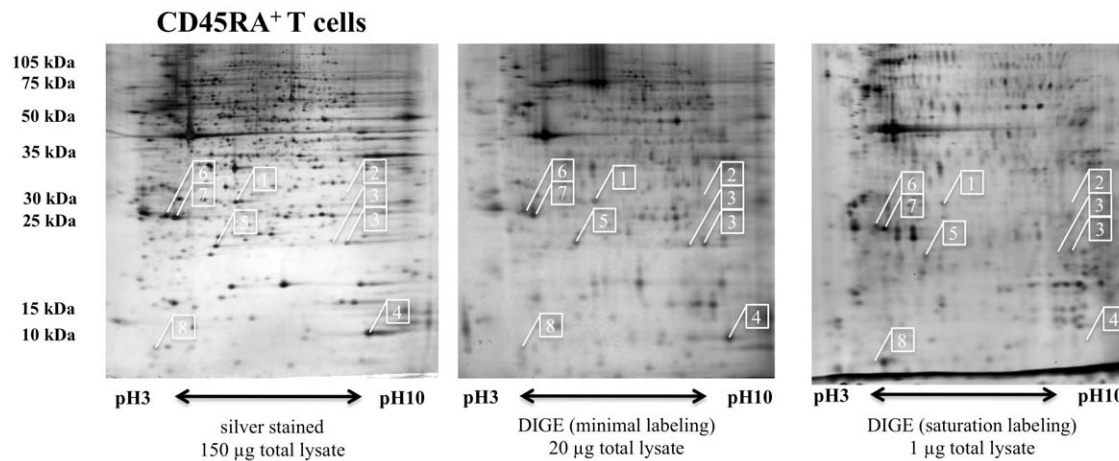 CD45RA⁺ T cells
105 kDa
75 kDa
50 kDa
35 kDa
30 kDa
25 kDa
15 kDa
10 kDa
6
7
1
5
2
3
3
4
8
6
7
1
5
2
3
3
4
8
6
7
1
5
2
3
3
4
8
pH3 pH10
silver stained
150 µg total lysate
pH3 pH10
DIGE (minimal labeling)
20 µg total lysate
pH3 pH10
DIGE (saturation labeling)
1 µg total lysate